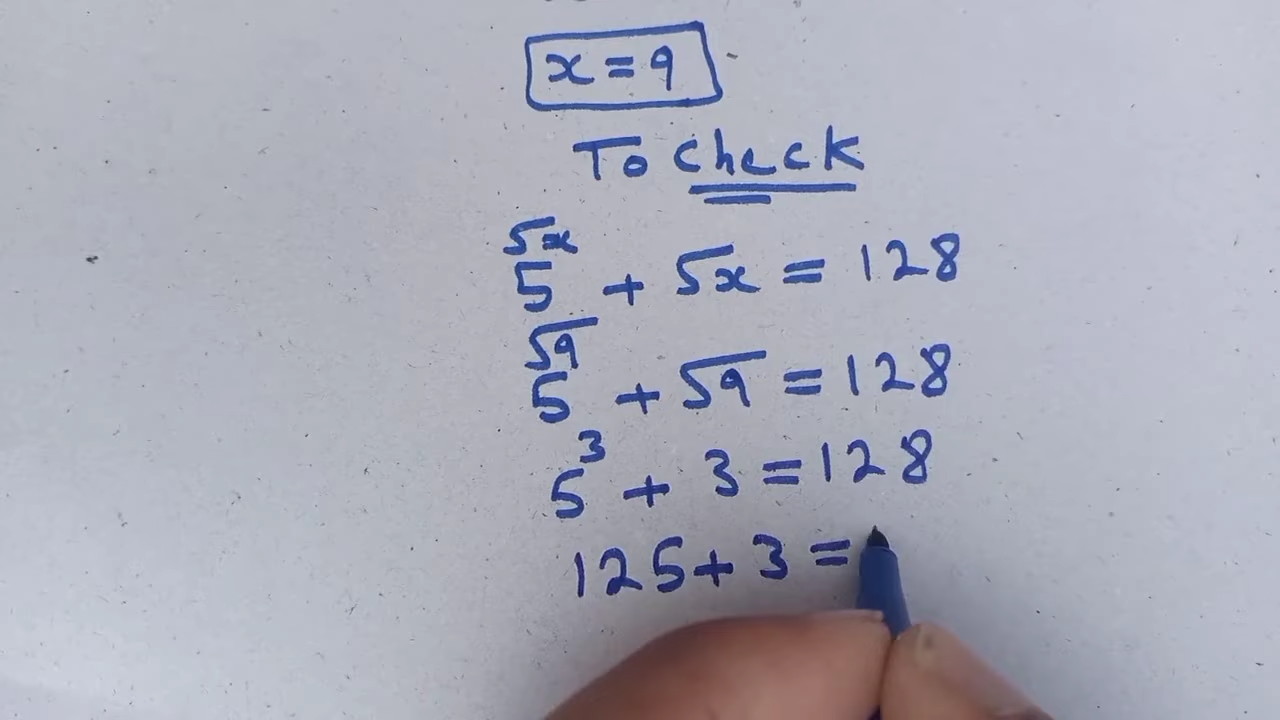 x = 9
To Check
5^√x + √x = 128
5^√9 + √9 = 128
5^3 + 3 = 128
125 + 3 =